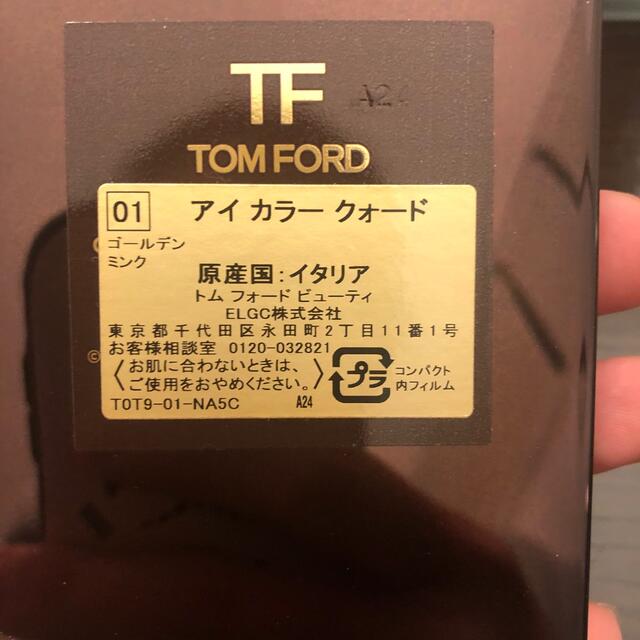 TF
A24
TOM FORD
01 アイ カラー クォード
ゴールデン
ミンク
原産国：イタリア
トム フォード ビューティ
ELGC株式会社
東京都千代田区永田町2丁目11番1号
お客様相談室 0120-032821
〈お肌に合わないときは、
ご使用をおやめください。〉
プラ
コンパクト
内フィルム
T0T9-01-NA5C A24
©